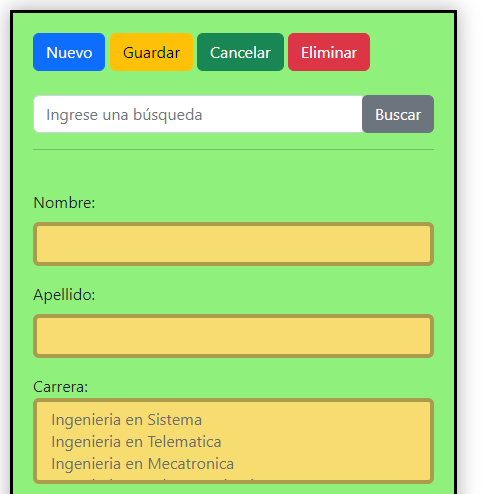 Nuevo Guardar Cancelar Eliminar
Ingrese una búsqueda Buscar
Nombre:
Apellido:
Carrera:
Ingenieria en Sistema
Ingenieria en Telematica
Ingenieria en Mecatronica